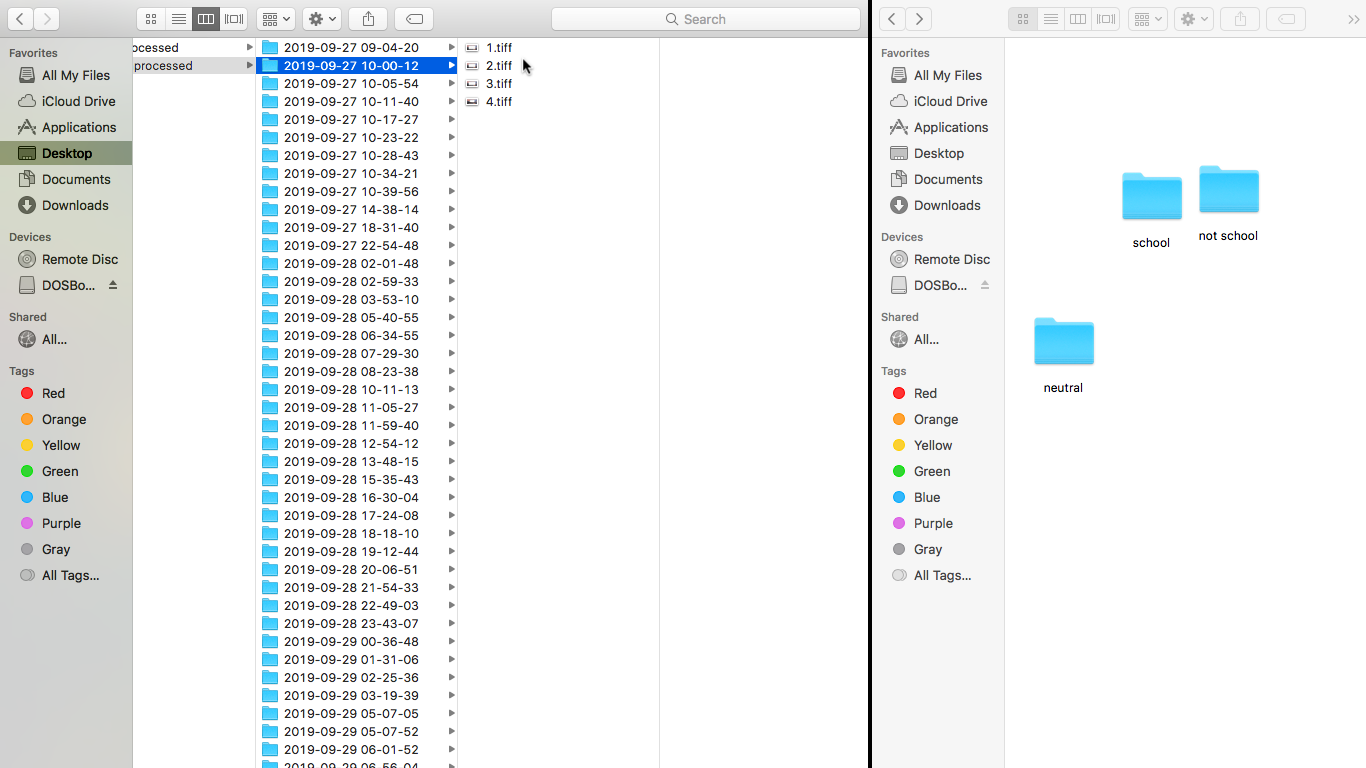 Search
Favorites
All My Files
iCloud Drive
Applications
Desktop
Documents
Downloads
Devices
Remote Disc
DOSBo...
Shared
All...
Tags
Red
Orange
Yellow
Green
Blue
Purple
Gray
All Tags...
ocessed
processed
2019-09-27 09-04-20
2019-09-27 10-00-12
2019-09-27 10-05-54
2019-09-27 10-11-40
2019-09-27 10-17-27
2019-09-27 10-23-22
2019-09-27 10-28-43
2019-09-27 10-34-21
2019-09-27 10-39-56
2019-09-27 14-38-14
2019-09-27 18-31-40
2019-09-27 22-54-48
2019-09-28 02-01-48
2019-09-28 02-59-33
2019-09-28 03-53-10
2019-09-28 05-40-55
2019-09-28 06-34-55
2019-09-28 07-29-30
2019-09-28 08-23-38
2019-09-28 10-11-13
2019-09-28 11-05-27
2019-09-28 11-59-40
2019-09-28 12-54-12
2019-09-28 13-48-15
2019-09-28 15-35-43
2019-09-28 16-30-04
2019-09-28 17-24-08
2019-09-28 18-18-10
2019-09-28 19-12-44
2019-09-28 20-06-51
2019-09-28 21-54-33
2019-09-28 22-49-03
2019-09-28 23-43-07
2019-09-29 00-36-48
2019-09-29 01-31-06
2019-09-29 02-25-36
2019-09-29 03-19-39
2019-09-29 05-07-05
2019-09-29 05-07-52
2019-09-29 06-01-52
2019-09-29 06-56-04
1.tiff
2.tiff
3.tiff
4.tiff
Favorites
All My Files
iCloud Drive
Applications
Desktop
Documents
Downloads
Devices
Remote Disc
DOSBo...
Shared
All...
Tags
Red
Orange
Yellow
Green
Blue
Purple
Gray
All Tags...
school
not school
neutral